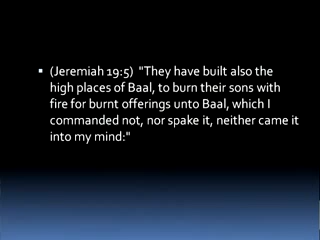 ▪ (Jeremiah 19:5) "They have built also the
high places of Baal, to burn their sons with
fire for burnt offerings unto Baal, which I
commanded not, nor spake it, neither came it
into my mind:"